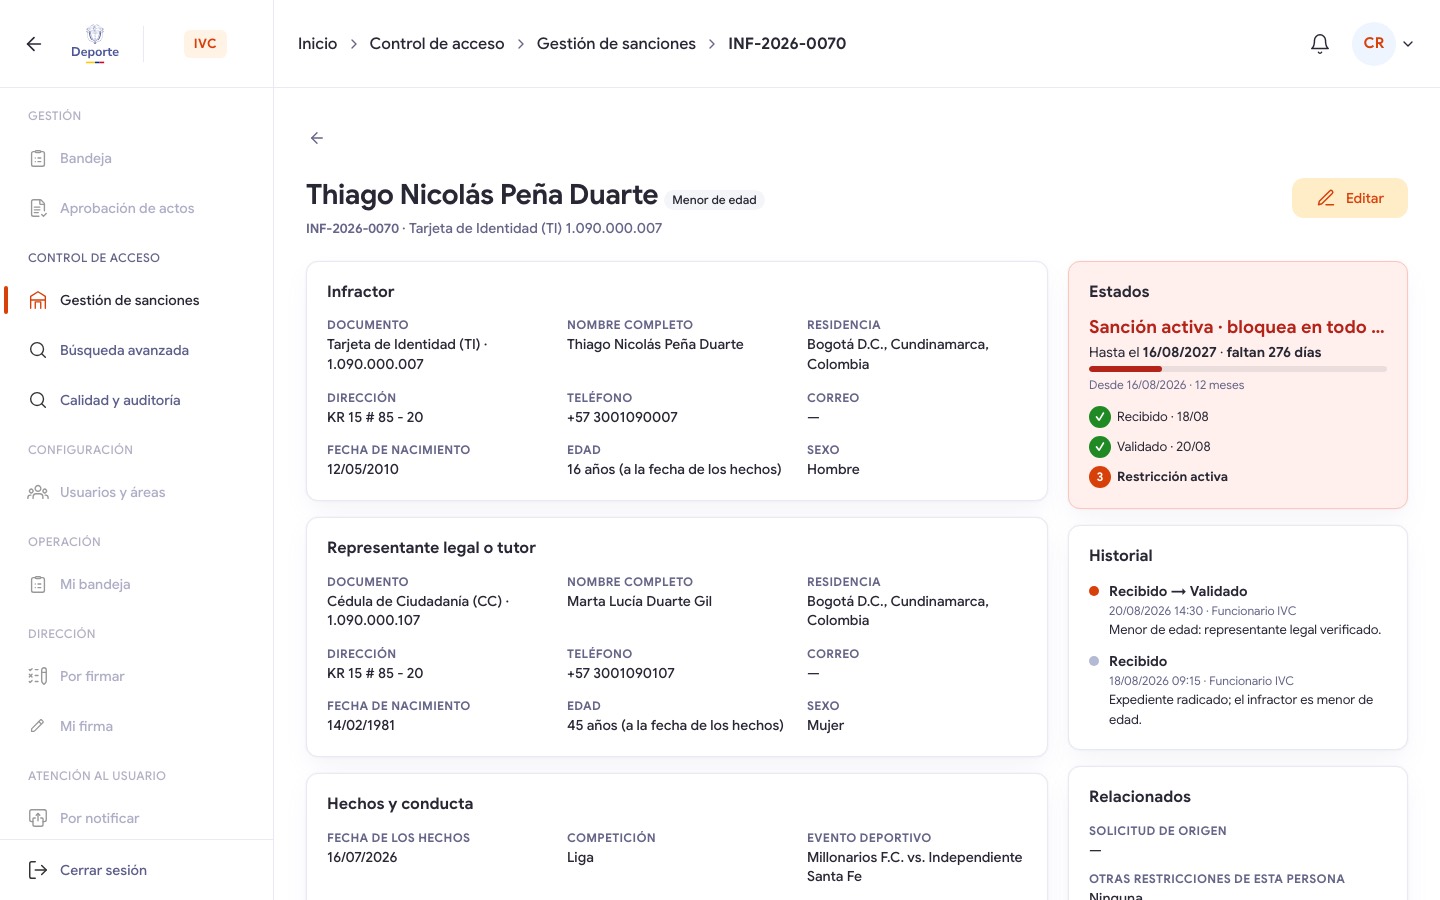 Deporte
IVC
Inicio > Control de acceso > Gestión de sanciones > INF-2026-0070
CR
GESTIÓN
Bandeja
Aprobación de actos
CONTROL DE ACCESO
Gestión de sanciones
Búsqueda avanzada
Calidad y auditoría
CONFIGURACIÓN
Usuarios y áreas
OPERACIÓN
Mi bandeja
DIRECCIÓN
Por firmar
Mi firma
ATENCIÓN AL USUARIO
Por notificar
Cerrar sesión
Thiago Nicolás Peña Duarte Menor de edad
INF-2026-0070 · Tarjeta de Identidad (TI) 1.090.000.007
Editar
Infractor
DOCUMENTO
Tarjeta de Identidad (TI) ·
1.090.000.007
NOMBRE COMPLETO
Thiago Nicolás Peña Duarte
RESIDENCIA
Bogotá D.C., Cundinamarca,
Colombia
DIRECCIÓN
KR 15 # 85 - 20
TELÉFONO
+57 3001090007
CORREO
—
FECHA DE NACIMIENTO
12/05/2010
EDAD
16 años (a la fecha de los hechos)
SEXO
Hombre
Representante legal o tutor
DOCUMENTO
Cédula de Ciudadanía (CC) ·
1.090.000.107
NOMBRE COMPLETO
Marta Lucía Duarte Gil
RESIDENCIA
Bogotá D.C., Cundinamarca,
Colombia
DIRECCIÓN
KR 15 # 85 - 20
TELÉFONO
+57 3001090107
CORREO
—
FECHA DE NACIMIENTO
14/02/1981
EDAD
45 años (a la fecha de los hechos)
SEXO
Mujer
Hechos y conducta
FECHA DE LOS HECHOS
16/07/2026
COMPETICIÓN
Liga
EVENTO DEPORTIVO
Millonarios F.C. vs. Independiente
Santa Fe
Estados
Sanción activa · bloquea en todo ...
Hasta el 16/08/2027 · faltan 276 días
Desde 16/08/2026 · 12 meses
Recibido · 18/08
Validado · 20/08
3 Restricción activa
Historial
Recibido → Validado
20/08/2026 14:30 · Funcionario IVC
Menor de edad: representante legal verificado.
Recibido
18/08/2026 09:15 · Funcionario IVC
Expediente radicado; el infractor es menor de
edad.
Relacionados
SOLICITUD DE ORIGEN
—
OTRAS RESTRICCIONES DE ESTA PERSONA
Ninguna